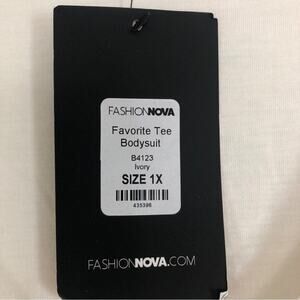 FASHIONNOVA
Favorite Tee
Bodysuit
B4123
Ivory
SIZE 1X
435396
FASHIONNOVA.COM